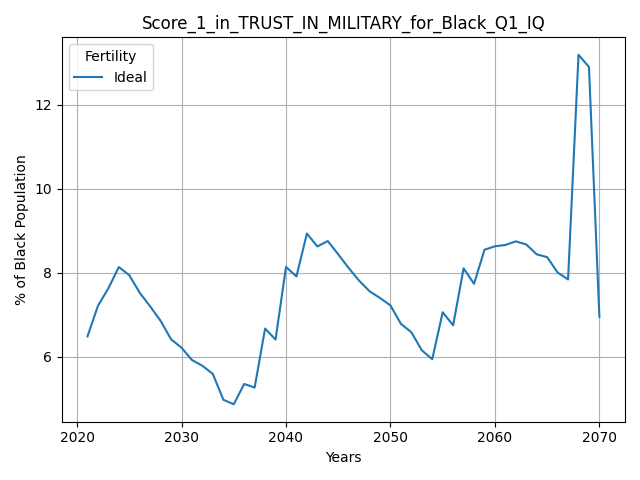 Score_1_in_TRUST_IN_MILITARY_for_Black_Q1_IQ
Fertility
Ideal
% of Black Population
12
10
8
6
2020 2030 2040 2050 2060 2070
Years